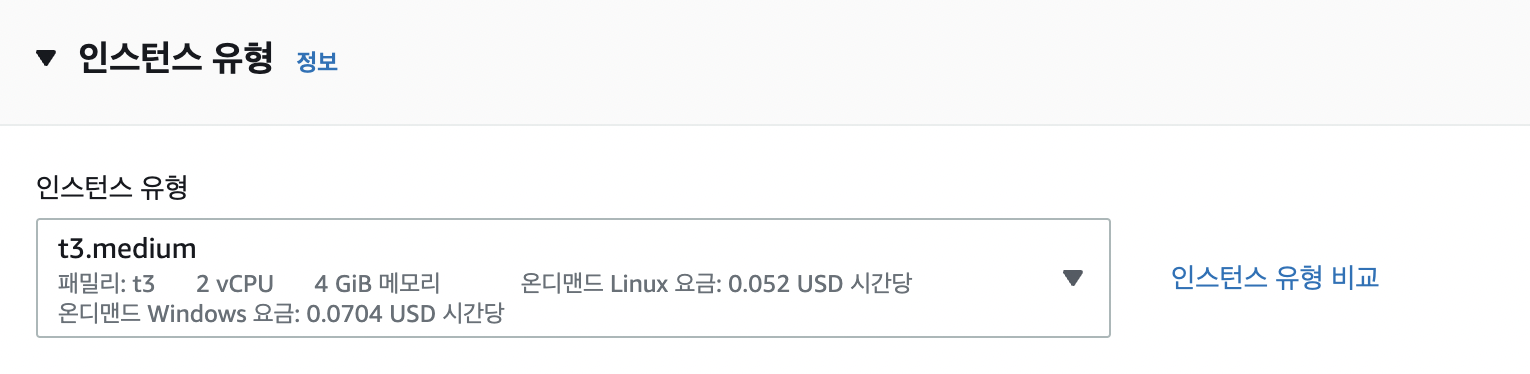 ▼ 인스턴스 유형 정보
인스턴스 유형
t3.medium
패밀리: t3 2 vCPU 4 GiB 메모리 온디맨드 Linux 요금: 0.052 USD 시간당
온디맨드 Windows 요금: 0.0704 USD 시간당
인스턴스 유형 비교